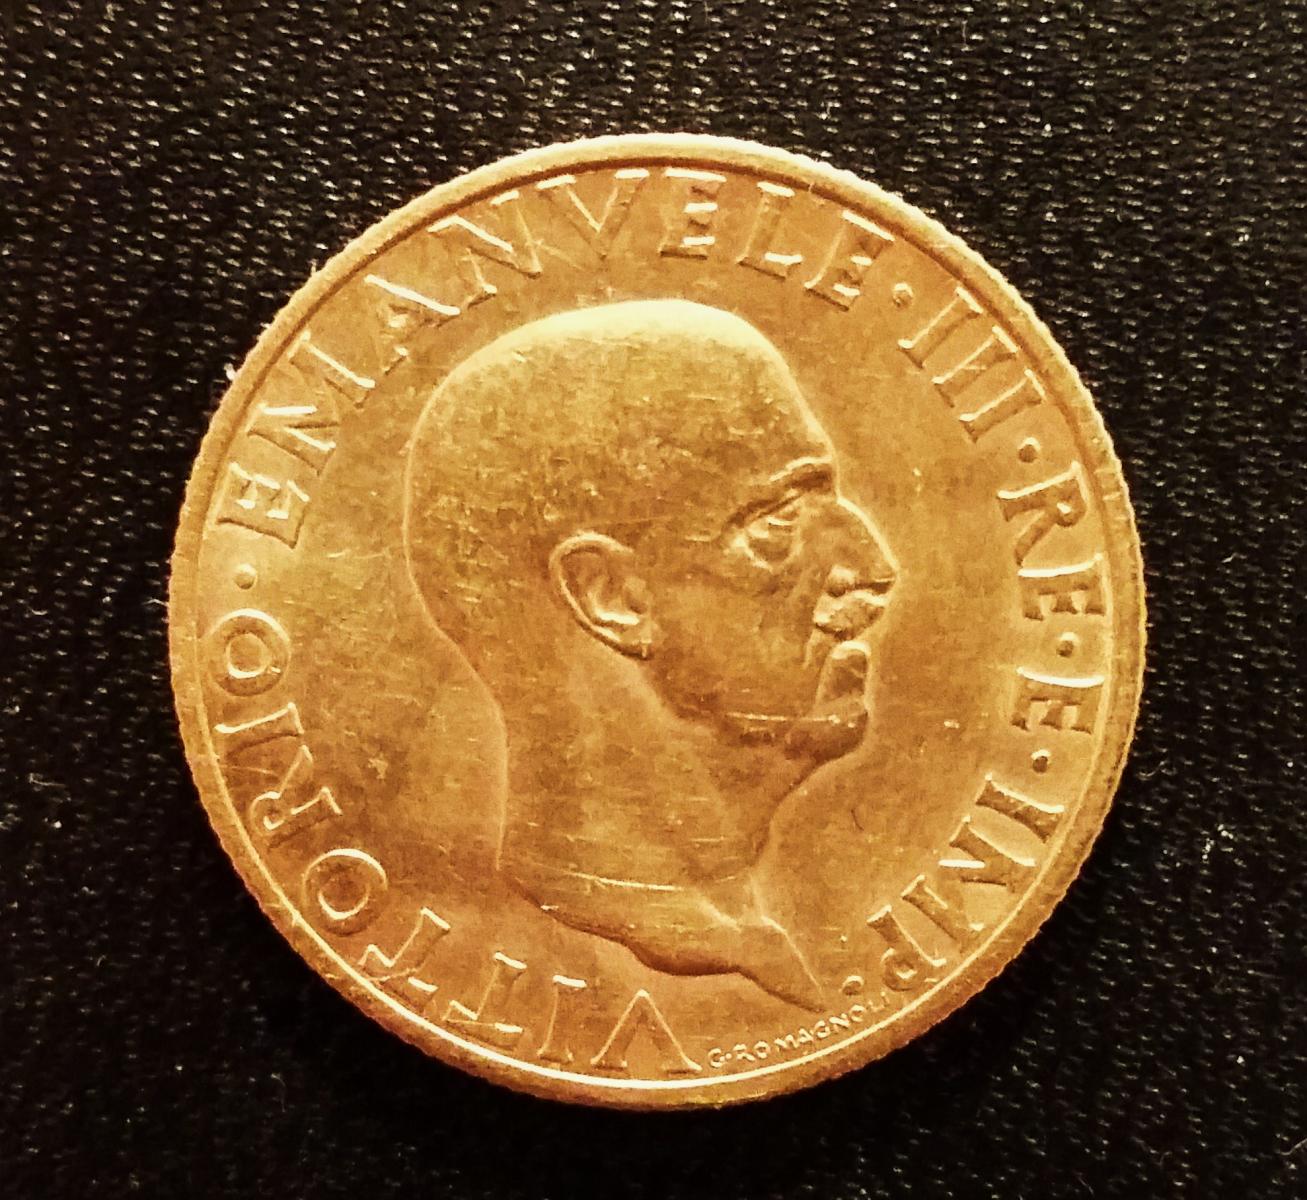 VITTORIO · EMANVELE · III · RE · E · IMP ·
G · ROMAGNOLI